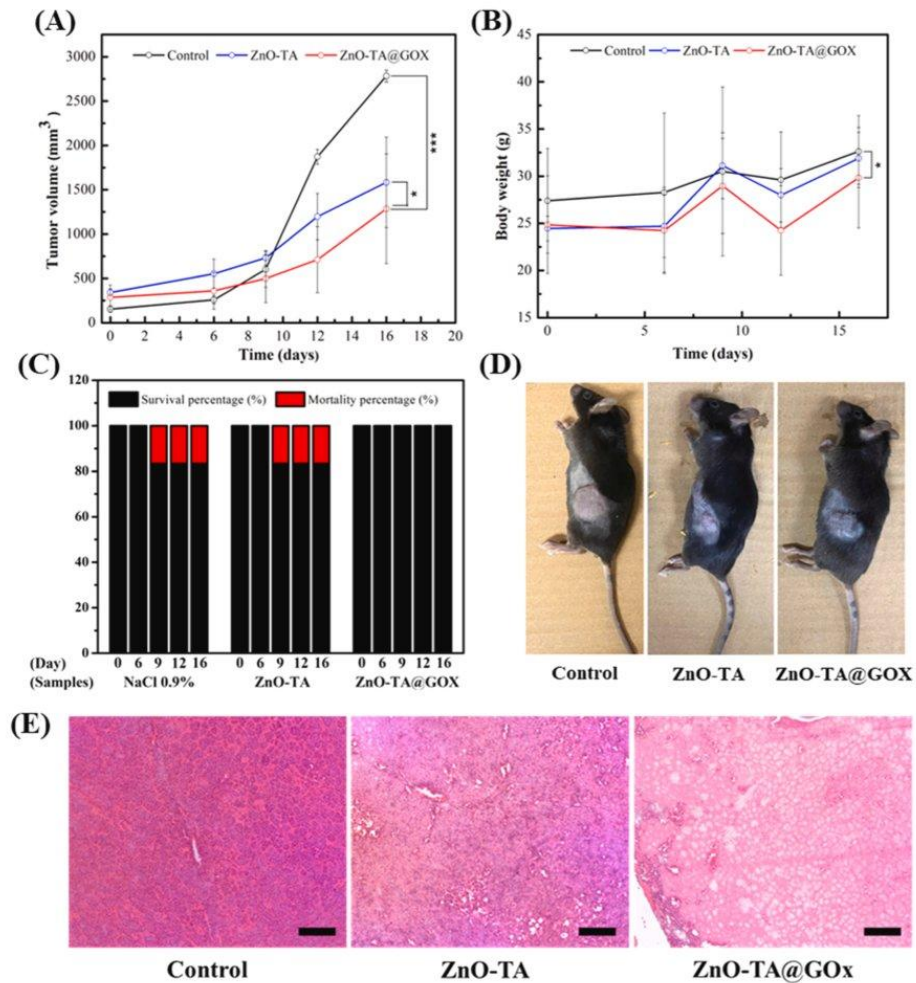 (A)
Control ZnO-TA ZnO-TA@GOX
Tumor volume (mm3)
3000
2500
2000
1500
1000
500
0
***
*
0 2 4 6 8 10 12 14 16 18 20
Time (days)
(B)
Control ZnO-TA ZnO-TA@GOX
Body weight (g)
45
40
35
30
25
20
15
*
0 5 10 15
Time (days)
(C)
Survival percentage (%) Mortality percentage (%)
120
100
80
60
40
20
0
(Day) 0 6 9 12 16 0 6 9 12 16 0 6 9 12 16
(Samples) NaCl 0.9% ZnO-TA ZnO-TA@GOX
(D)
Control ZnO-TA ZnO-TA@GOX
(E)
Control ZnO-TA ZnO-TA@GOx